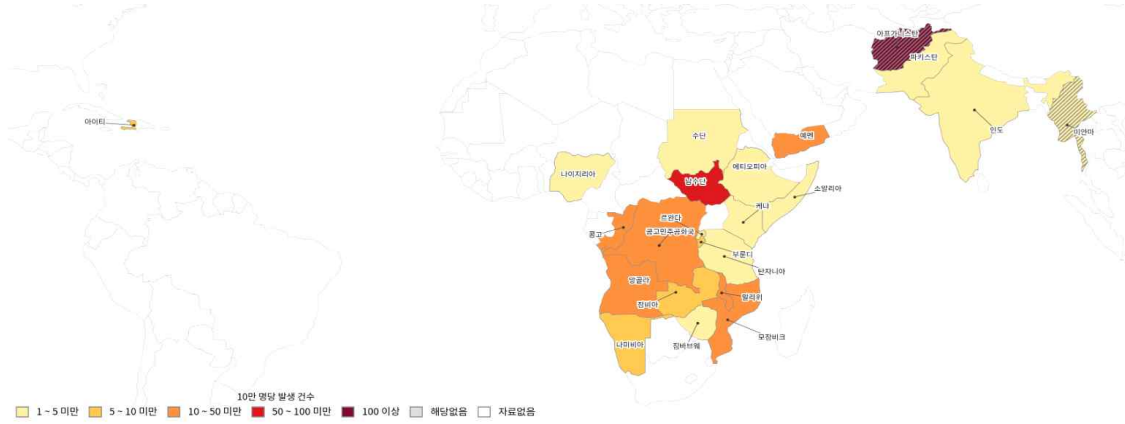 아프가니스탄
파키스탄
아이티
인도
미얀마
수단
예멘
나이지리아
에티오피아
남수단
소말리아
케냐
르완다
콩고
콩고민주공화국
부룬디
탄자니아
앙골라
잠비아
말라위
모잠비크
나미비아
짐바브웨
10만 명당 발생 건수
1 ~ 5 미만 5 ~ 10 미만 10 ~ 50 미만 50 ~ 100 미만 100 이상 해당없음 자료없음